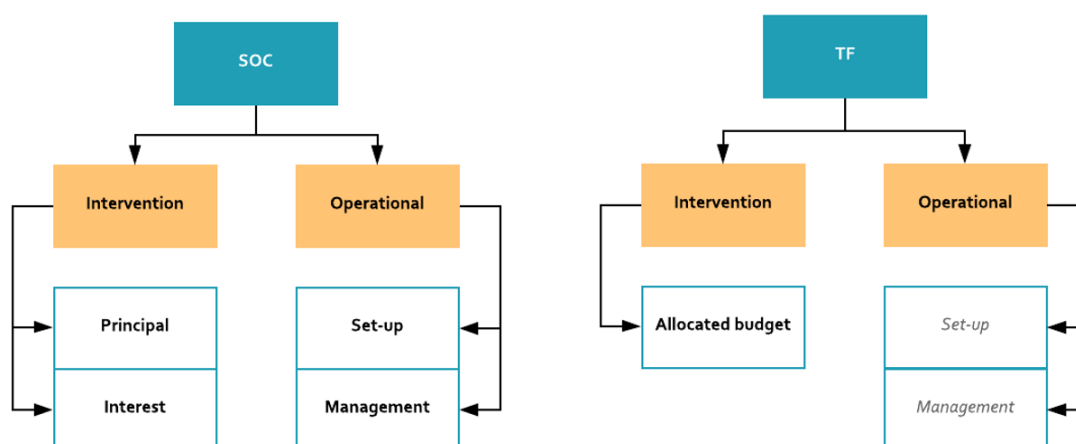 SOC
Intervention
Operational
Principal
Set-up
Interest
Management
TF
Intervention
Operational
Allocated budget
Set-up
Management